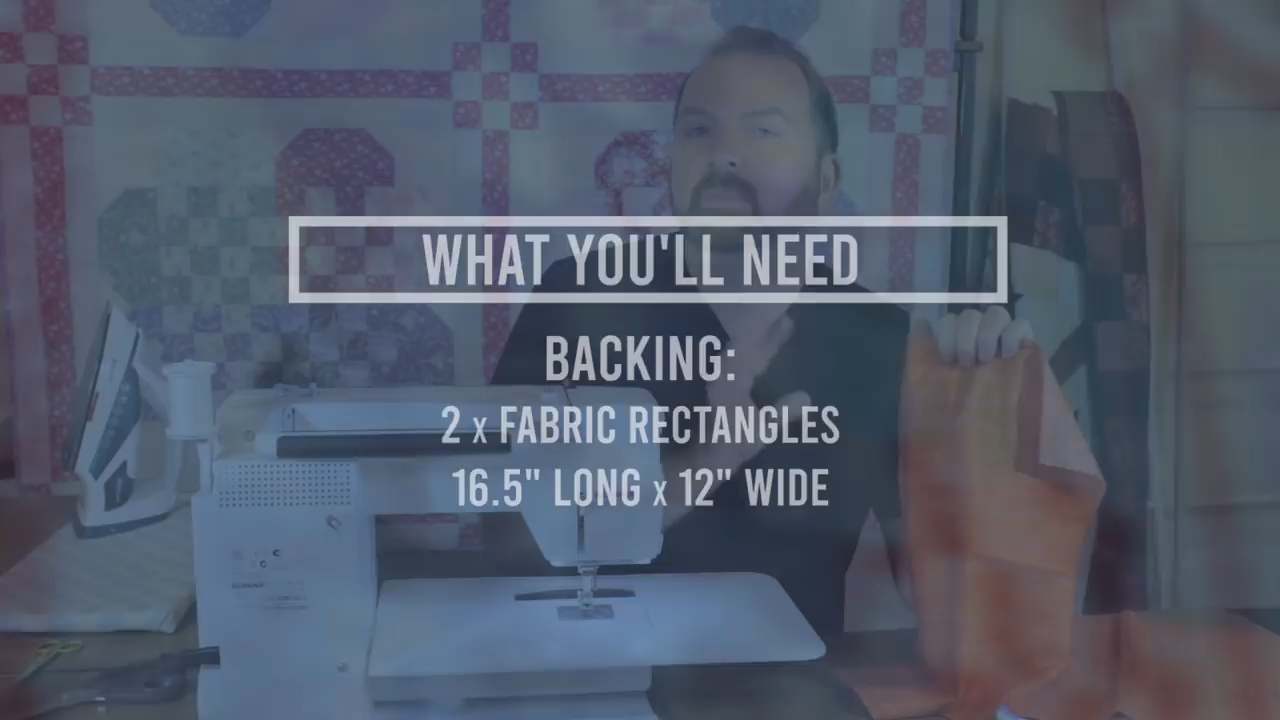 WHAT YOU'LL NEED
BACKING:
2 x FABRIC RECTANGLES
16.5" LONG x 12" WIDE